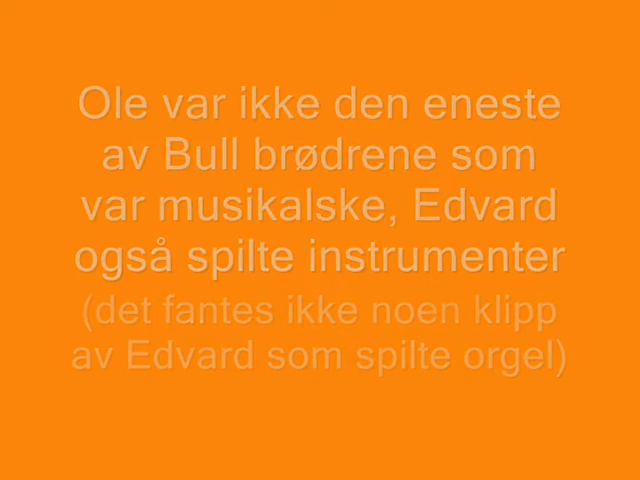 Ole var ikke den eneste
av Bull brødrene som
var musikalske, Edvard
også spilte instrumenter
(det fantes ikke noen klipp
av Edvard som spilte orgel)